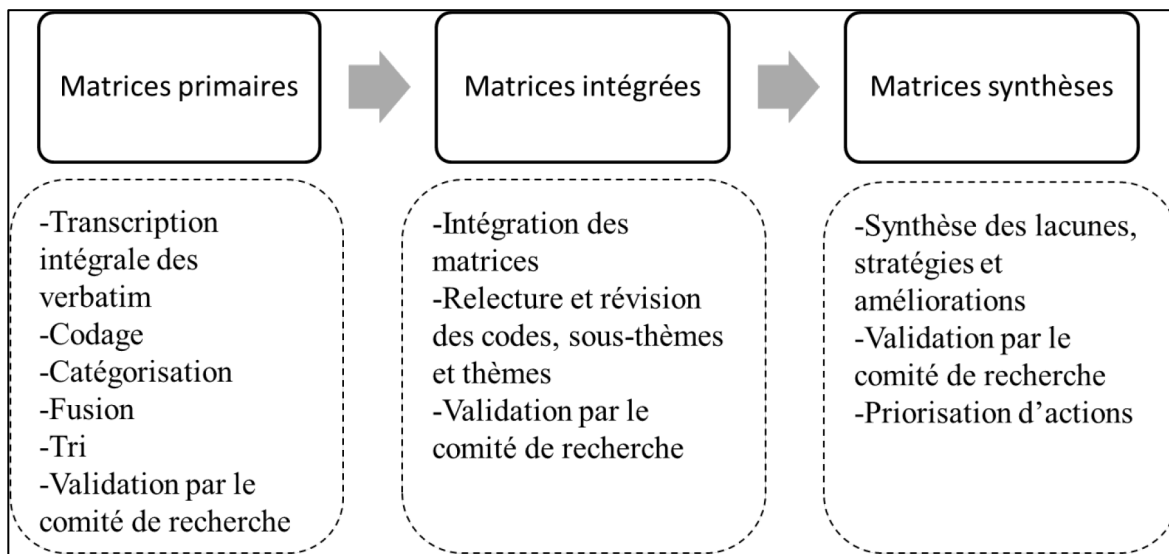 Matrices primaires
Matrices intégrées
Matrices synthèses
-Transcription
intégrale des
verbatim
-Codage
-Catégorisation
-Fusion
-Tri
-Validation par le
comité de recherche
-Intégration des
matrices
-Relecture et révision
des codes, sous-thèmes
et thèmes
-Validation par le
comité de recherche
-Synthèse des lacunes,
stratégies et
améliorations
-Validation par le
comité de recherche
-Priorisation d’actions